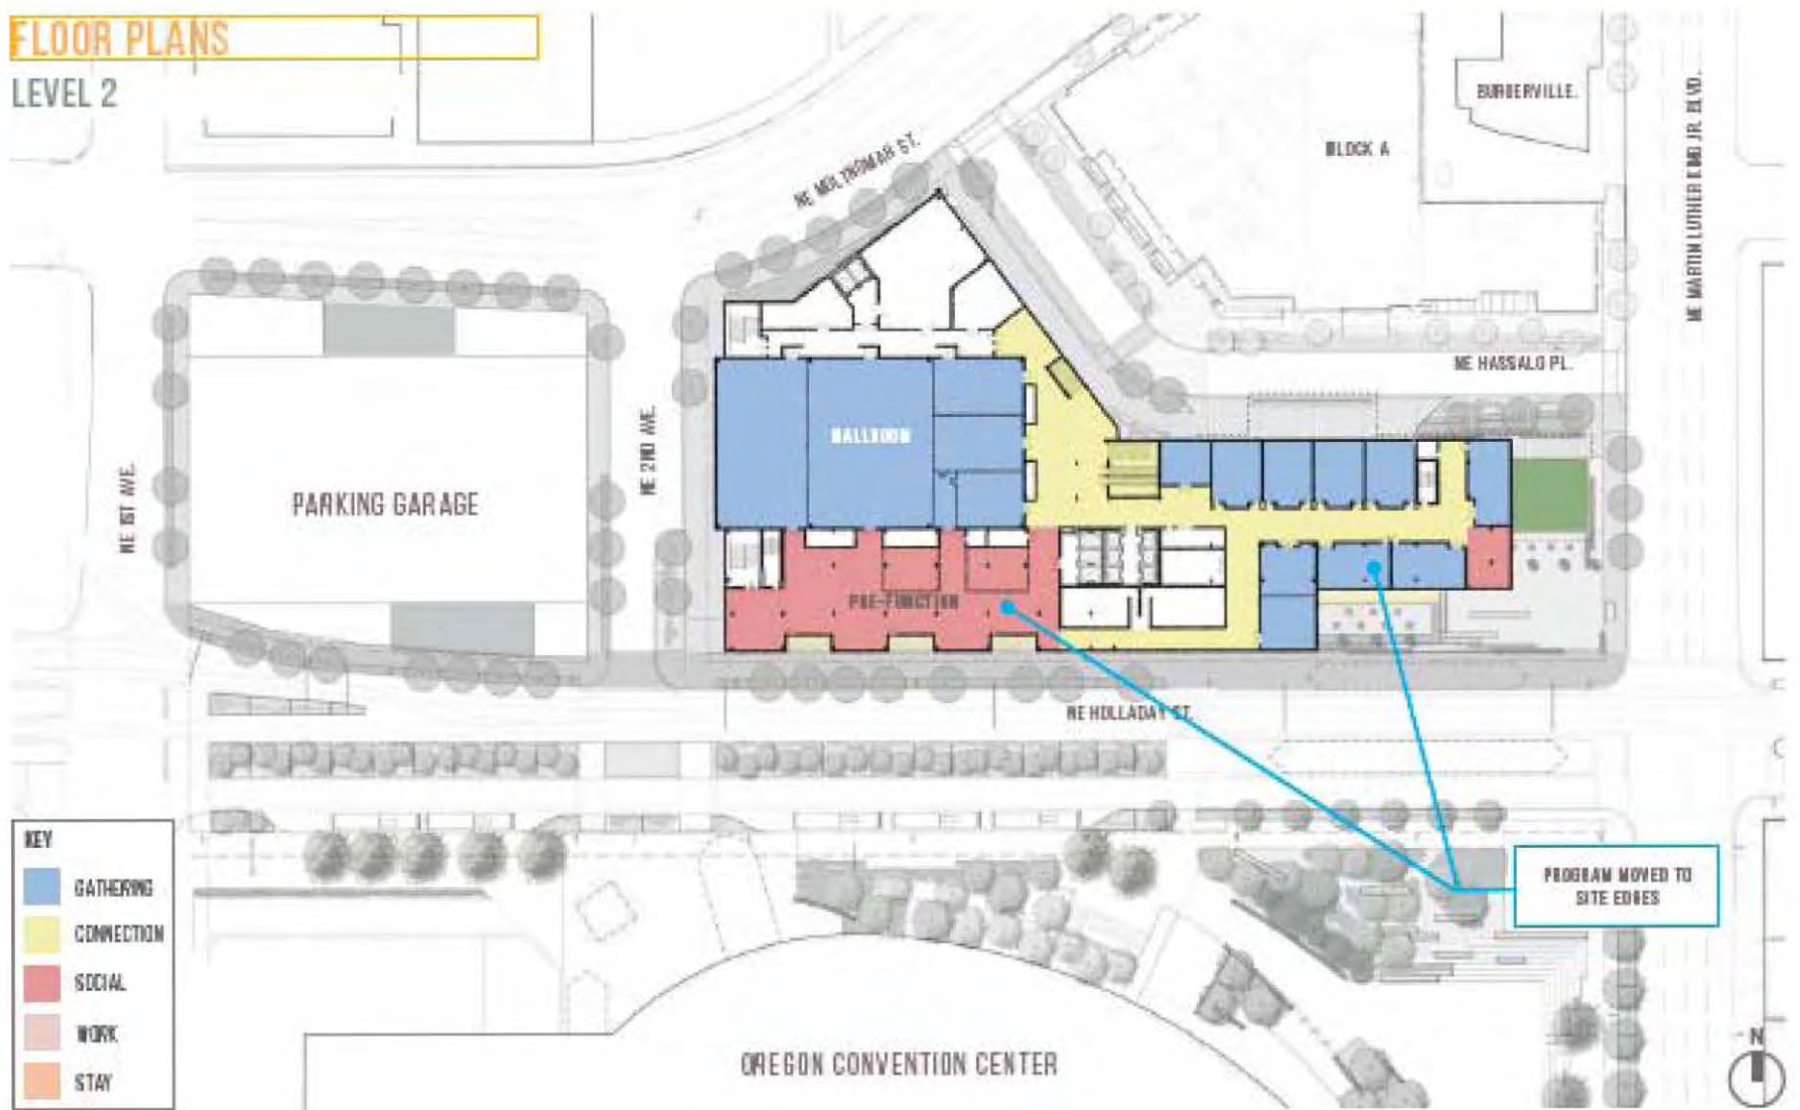 FLOOR PLANS
LEVEL 2
BURGERVILLE.
BLOCK A
NE MULTNOMAH ST.
NE MARTIN LUTHER KING JR. BLVD.
NE HASSALO PL.
BALLROOM
NE 2ND AVE.
NE 1ST AVE.
PARKING GARAGE
PRE-FUNCTION
NE HOLLADAY ST.
KEY
GATHERING
CONNECTION
SOCIAL
WORK
STAY
PROGRAM MOVED TO
SITE EDGES
OREGON CONVENTION CENTER
N